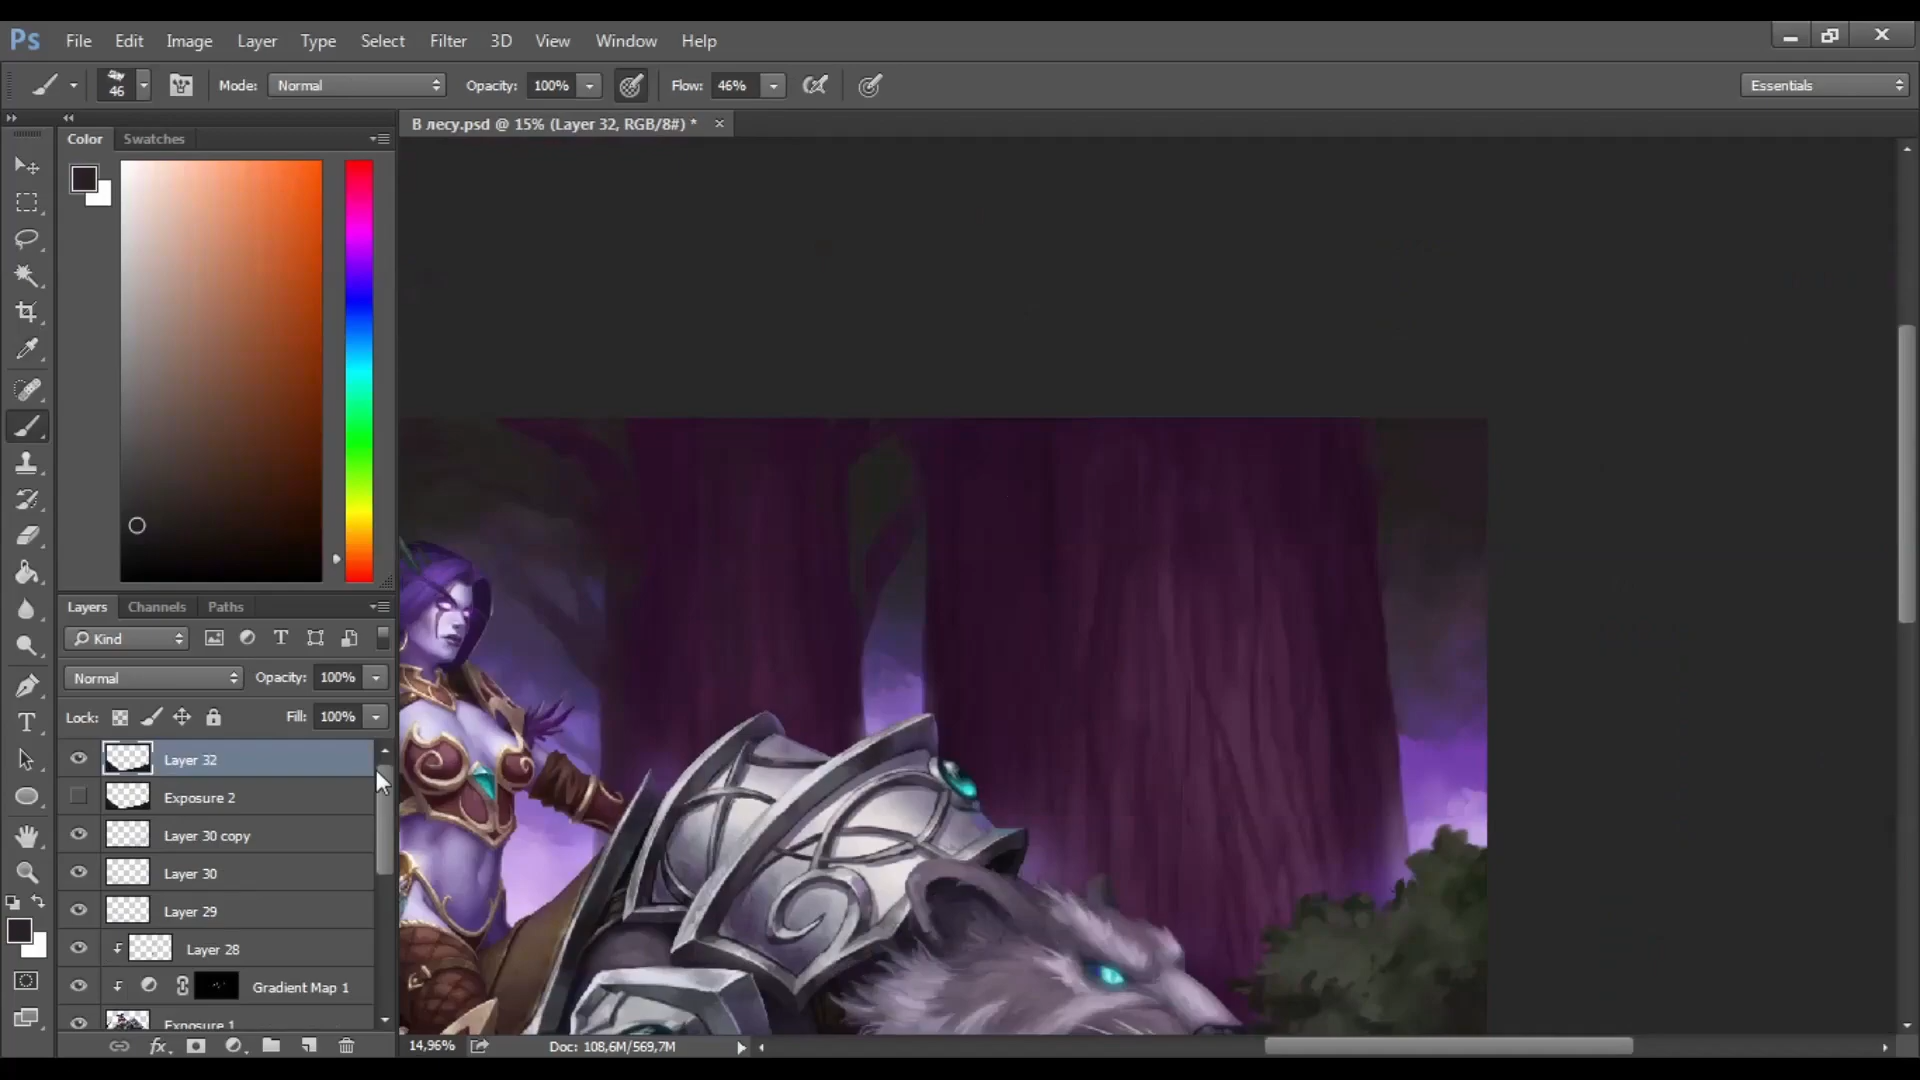 Ps File Edit Image Layer Type Select Filter 3D View Window Help
46 Mode: Normal Opacity: 100% Flow: 46% Essentials
Color Swatches
В лесу.psd @ 15% (Layer 32, RGB/8#) * ×
Layers Channels Paths
Kind
Normal Opacity: 100%
Lock: Fill: 100%
Layer 32
Exposure 2
Layer 30 copy
Layer 30
Layer 29
Layer 28
Gradient Map 1
Exposure 1
14,96% Doc: 108,6M/569,7M